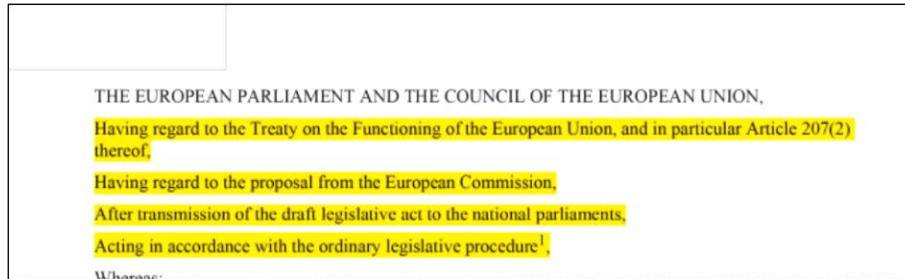 THE EUROPEAN PARLIAMENT AND THE COUNCIL OF THE EUROPEAN UNION,
Having regard to the Treaty on the Functioning of the European Union, and in particular Article 207(2)
thereof,
Having regard to the proposal from the European Commission,
After transmission of the draft legislative act to the national parliaments,
Acting in accordance with the ordinary legislative procedure¹,
Whereas: